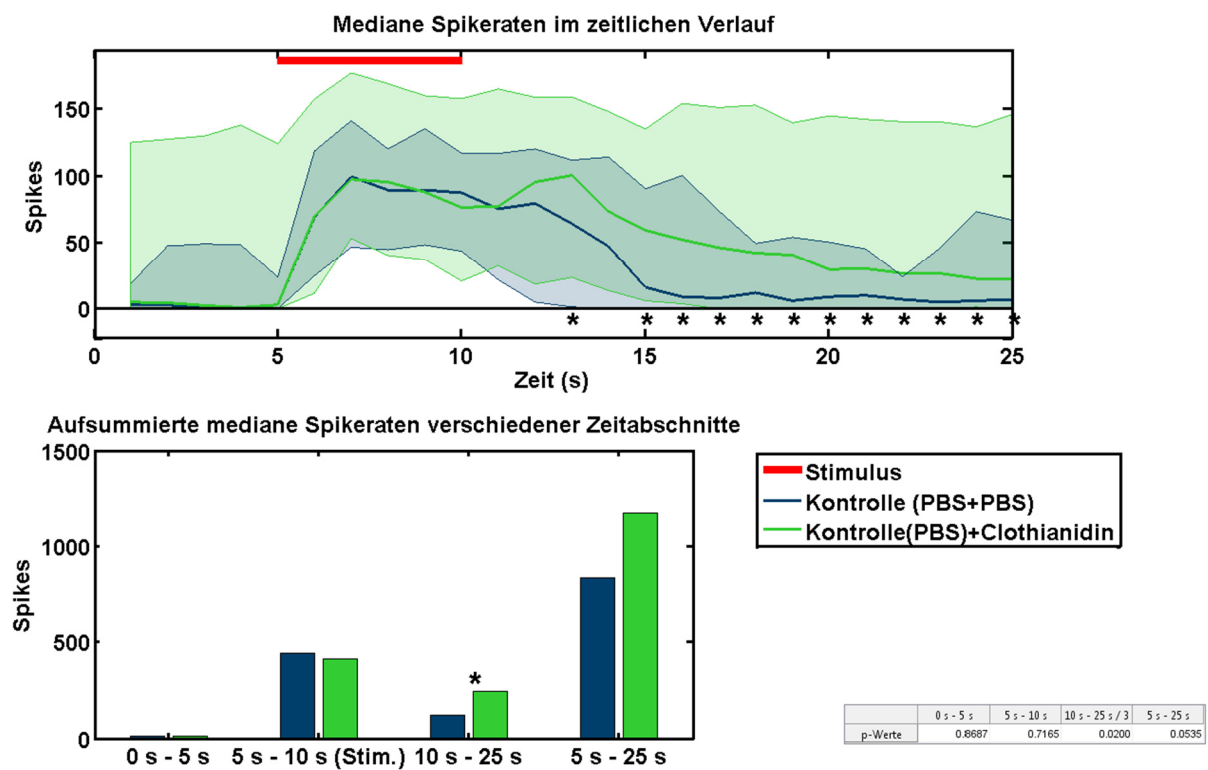 Mediane Spikeraten im zeitlichen Verlauf
150
100
50
0
Spikes
* * * * * * * * * * * *
0 5 10 15 20 25
Zeit (s)
Aufsummierte mediane Spikeraten verschiedener Zeitabschnitte
1500
1000
500
0
Spikes
*
0 s - 5 s 5 s - 10 s (Stim.) 10 s - 25 s 5 s - 25 s
Stimulus
Kontrolle (PBS+PBS)
Kontrolle(PBS)+Clothianidin
0 s - 5 s 5 s - 10 s 10 s - 25 s / 3 5 s - 25 s
p-Werte 0.8687 0.7165 0.0200 0.0535